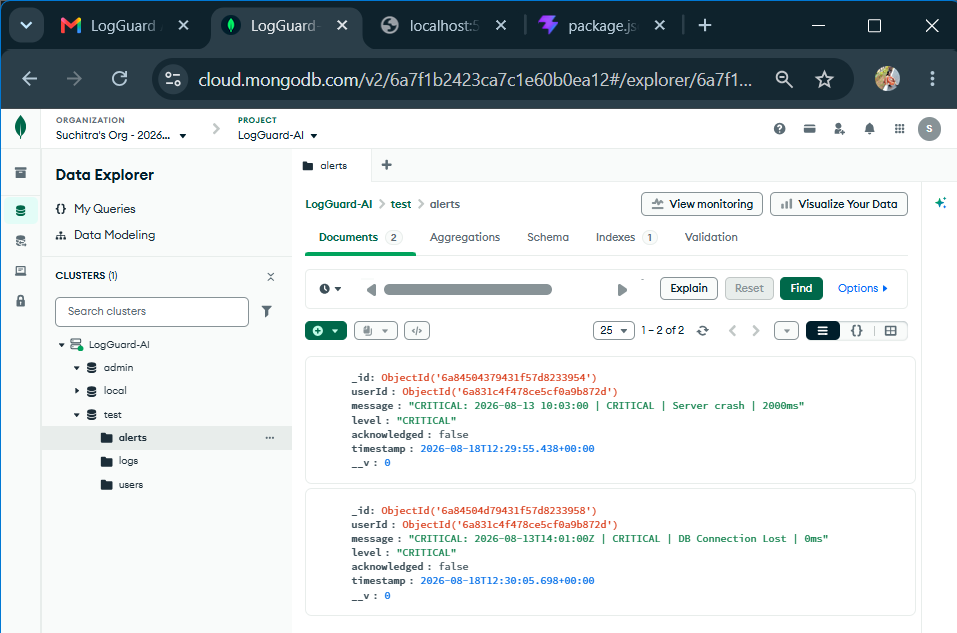 LogGuard
LogGuard-
localhost:5
package.js
cloud.mongodb.com/v2/6a7f1b2423ca7c1e60b0ea12#/explorer/6a7f1...
ORGANIZATION
Suchitra's Org - 2026...
PROJECT
LogGuard-AI
S
Data Explorer
My Queries
Data Modeling
CLUSTERS (1)
Search clusters
LogGuard-AI
admin
local
test
alerts
logs
users
alerts
LogGuard-AI > test > alerts
View monitoring
Visualize Your Data
Documents 2
Aggregations
Schema
Indexes 1
Validation
Explain
Reset
Find
Options
25
1 – 2 of 2
_id: ObjectId('6a84504379431f57d8233954')
userId: ObjectId('6a831c4f478ce5cf0a9b872d')
message: "CRITICAL: 2026-08-13 10:03:00 | CRITICAL | Server crash | 2000ms"
level: "CRITICAL"
acknowledged: false
timestamp: 2026-08-18T12:29:55.438+00:00
__v: 0
_id: ObjectId('6a84504d79431f57d8233958')
userId: ObjectId('6a831c4f478ce5cf0a9b872d')
message: "CRITICAL: 2026-08-13T14:01:00Z | CRITICAL | DB Connection Lost | 0ms"
level: "CRITICAL"
acknowledged: false
timestamp: 2026-08-18T12:30:05.698+00:00
__v: 0